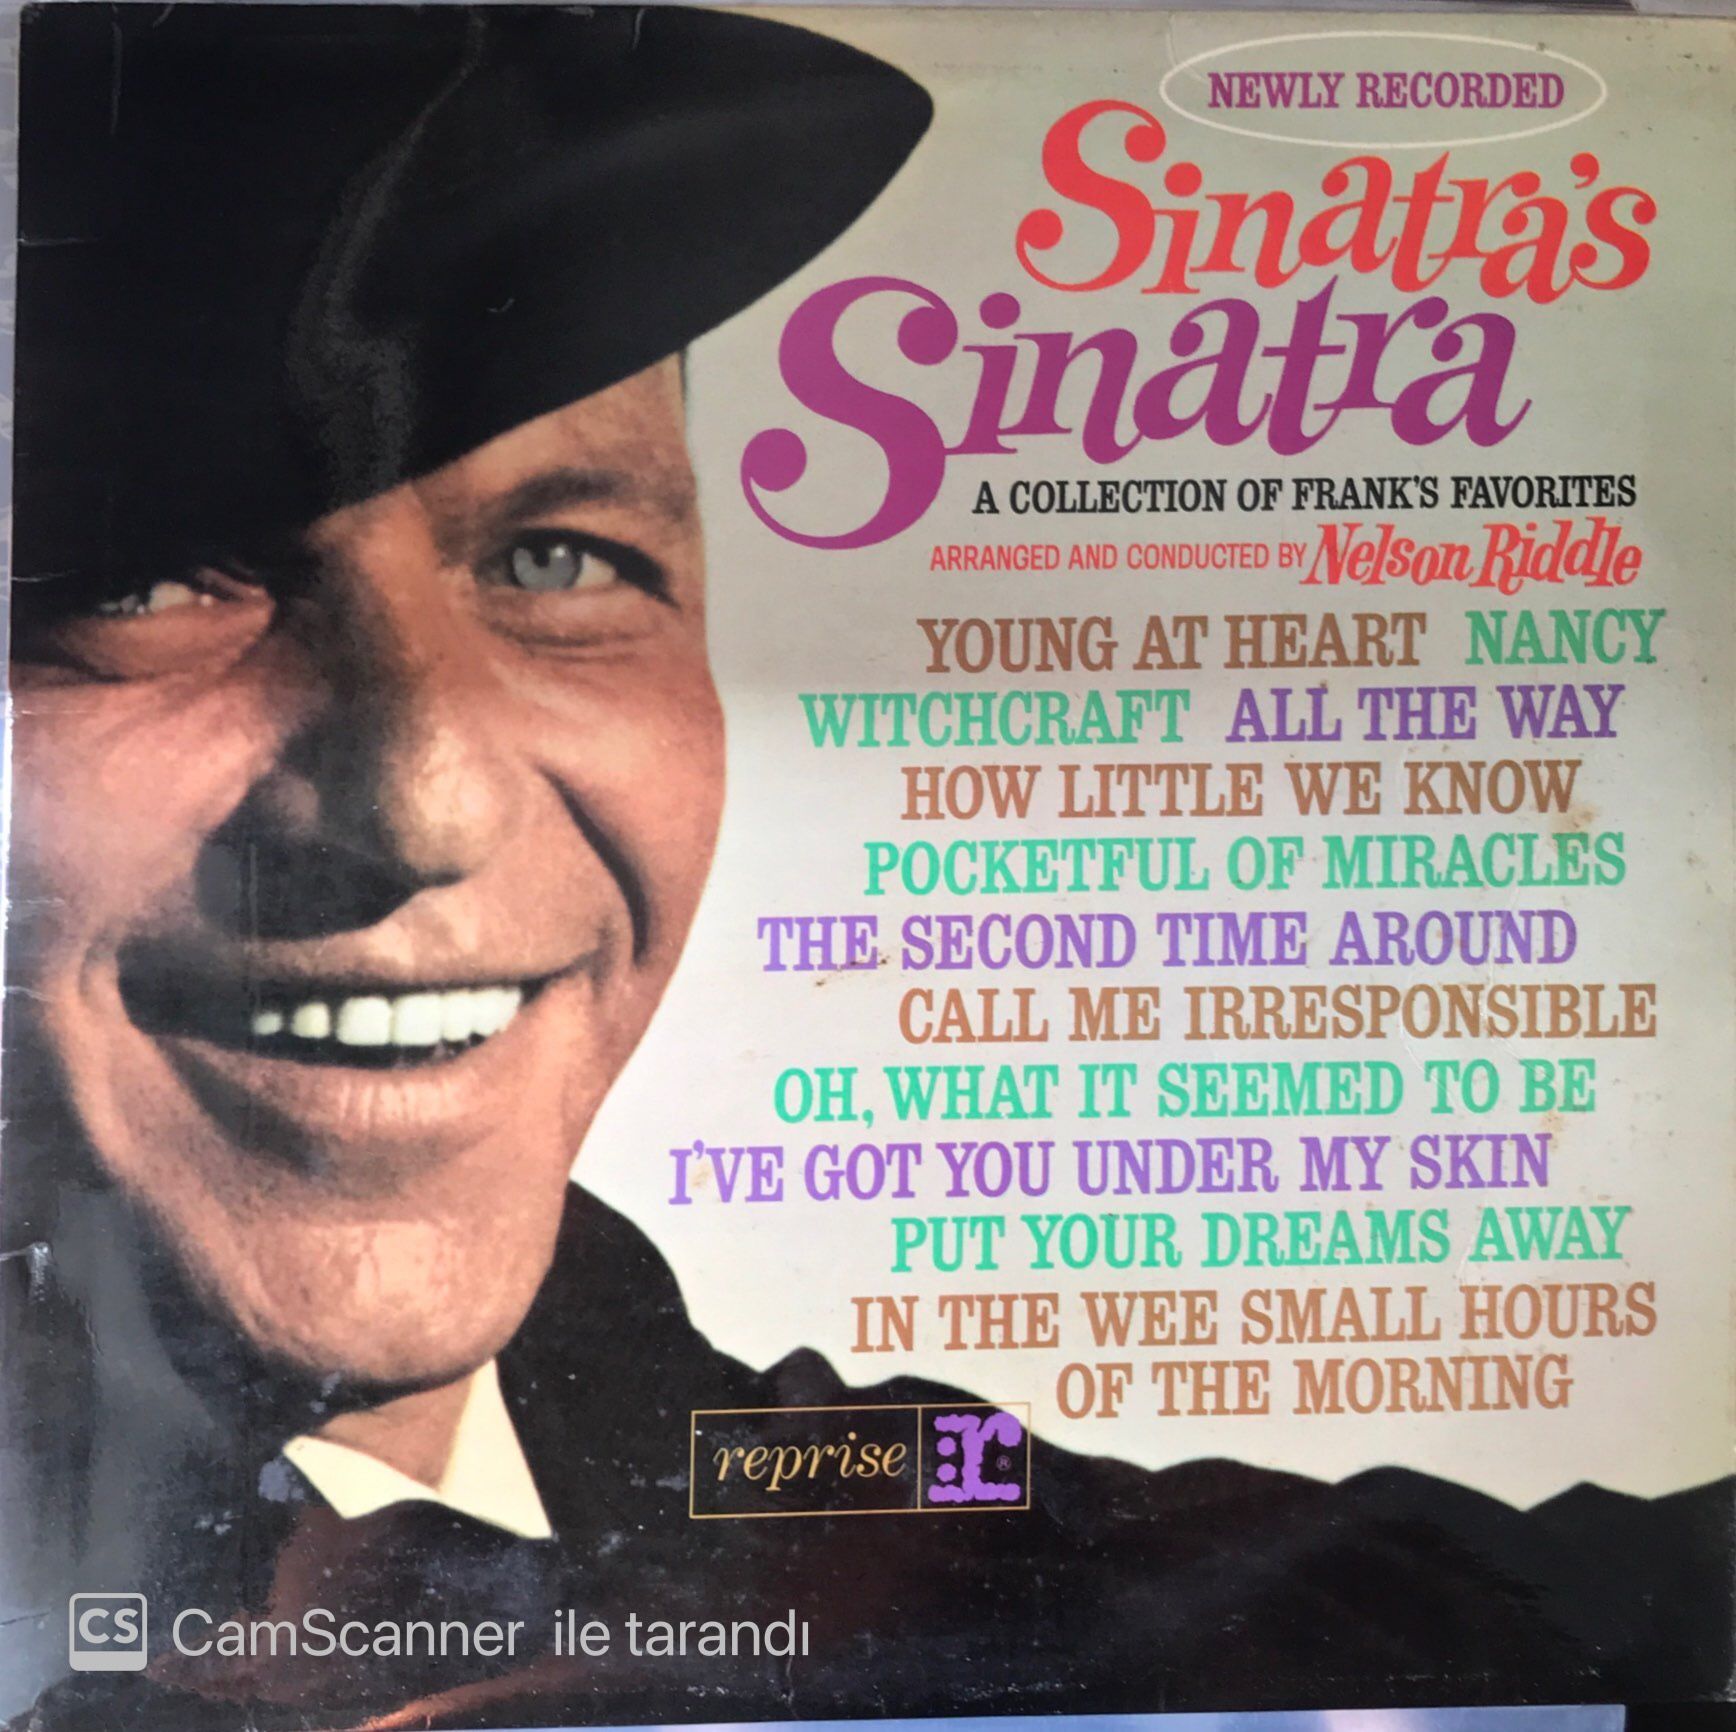 NEWLY RECORDED
Sinatra's
Sinatra
A COLLECTION OF FRANK'S FAVORITES
ARRANGED AND CONDUCTED BY Nelson Riddle
YOUNG AT HEART NANCY
WITCHCRAFT ALL THE WAY
HOW LITTLE WE KNOW
POCKETFUL OF MIRACLES
THE SECOND TIME AROUND
CALL ME IRRESPONSIBLE
OH, WHAT IT SEEMED TO BE
I'VE GOT YOU UNDER MY SKIN
PUT YOUR DREAMS AWAY
IN THE WEE SMALL HOURS
OF THE MORNING
reprise r ®
CS CamScanner ile tarandı